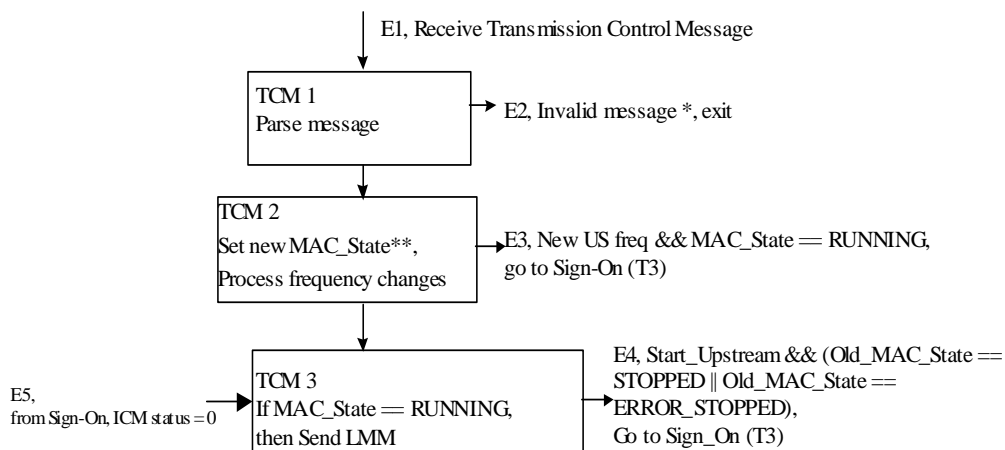 E1, Receive Transmission Control Message
TCM 1
Parse message
E2, Invalid message *, exit
TCM 2
Set new MAC_State**,
Process frequency changes
E3, New US freq && MAC_State == RUNNING,
go to Sign-On (T3)
E5,
from Sign-On, ICM status = 0
TCM 3
If MAC_State == RUNNING,
then Send LMM
E4, Start_Upstream && (Old_MAC_State ==
STOPPED || Old_MAC_State ==
ERROR_STOPPED),
Go to Sign_On (T3)